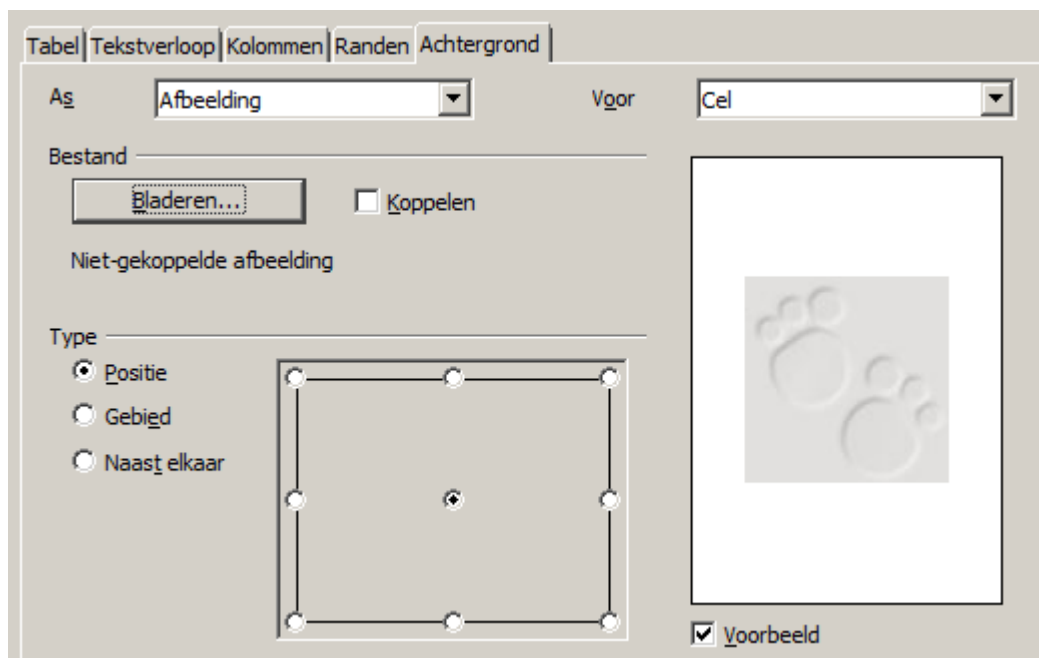 Tabel Tekstverloop Kolommen Randen Achtergrond
As Afbeelding Voor Cel
Bestand
Bladeren... Koppelen
Niet-gekoppelde afbeelding
Type
Positie
Gebied
Naast elkaar
Voorbeeld